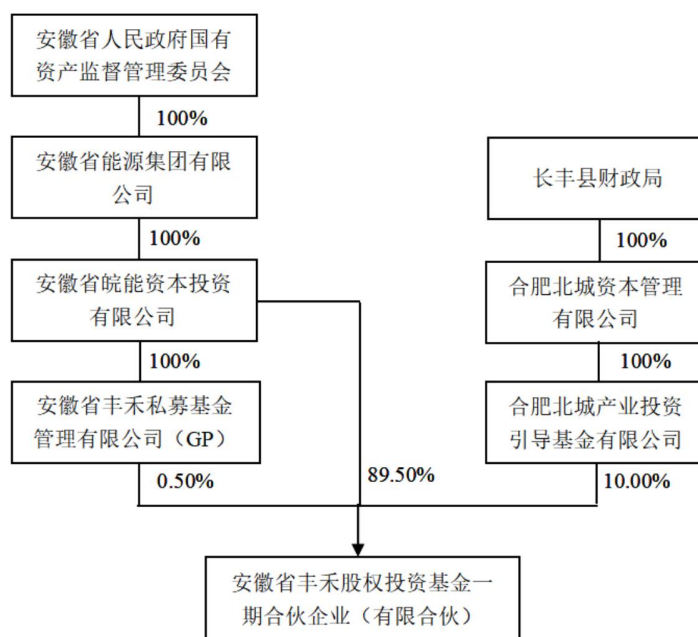 安徽省人民政府国有
资产监督管理委员会
100%
安徽省能源集团有限
公司
长丰县财政局
100%
100%
安徽省皖能资本投资
有限公司
合肥北城资本管理
有限公司
100%
100%
安徽省丰禾私募基金
管理有限公司（GP）
合肥北城产业投资
引导基金有限公司
0.50%
89.50%
10.00%
安徽省丰禾股权投资基金一
期合伙企业（有限合伙）